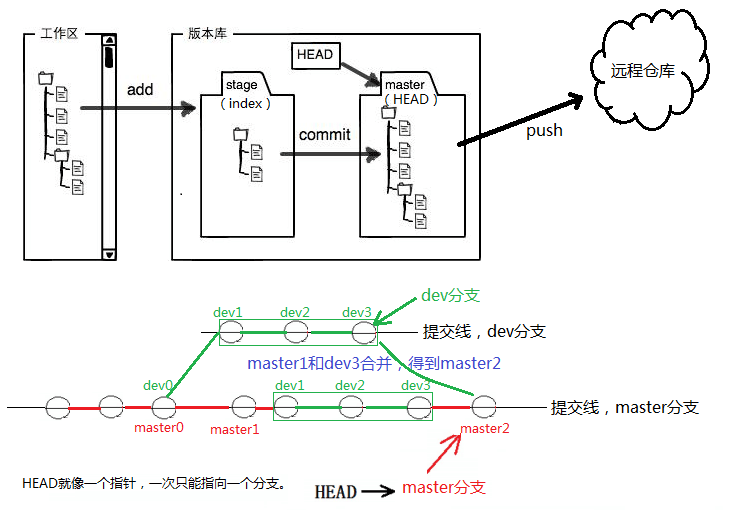 工作区
版本库
HEAD
stage
（index）
master
（HEAD）
add
commit
push
远程仓库
dev分支
dev1 dev2 dev3
提交线，dev分支
master1和dev3合并，得到master2
dev0 dev1 dev2 dev3
提交线，master分支
master0 master1 master2
HEAD就像一个指针，一次只能指向一个分支。
HEAD master分支